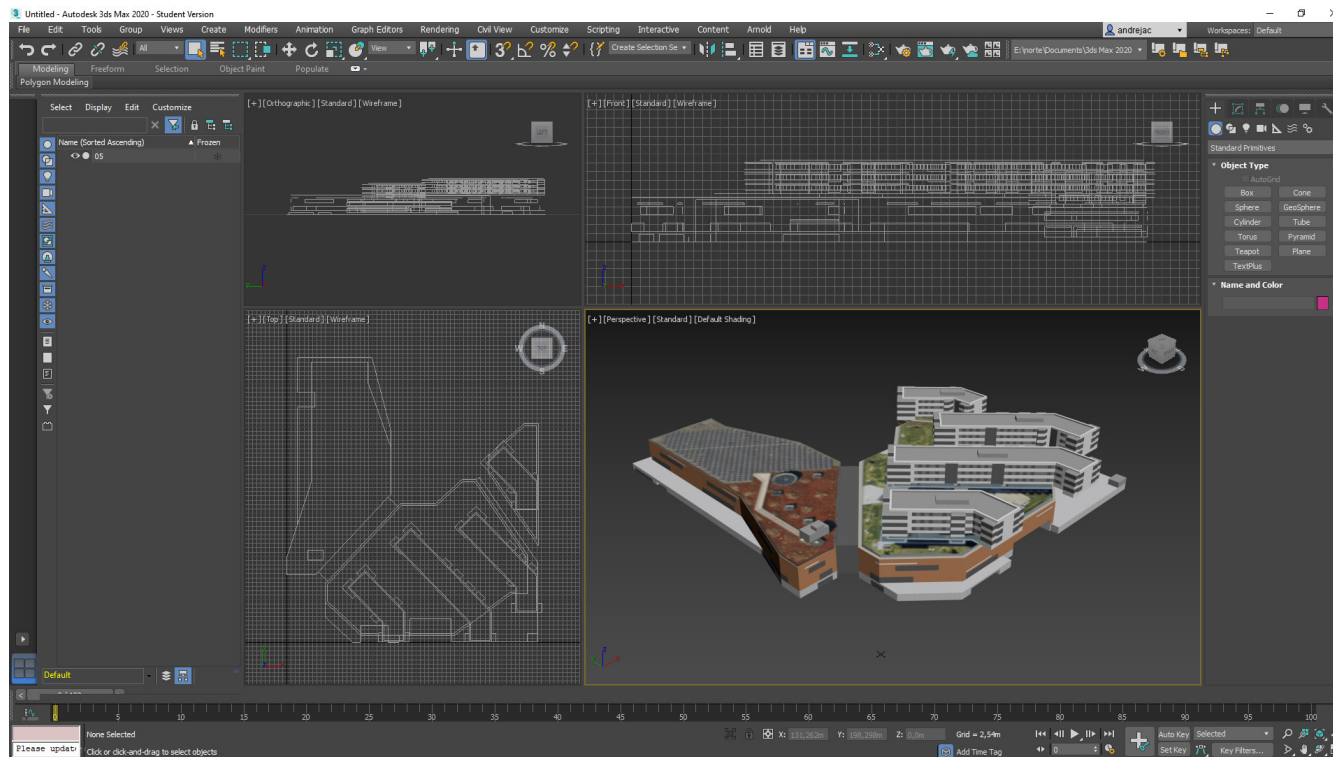 Untitled - Autodesk 3ds Max 2020 - Student Version
File Edit Tools Group Views Create Modifiers Animation Graph Editors Rendering Civil View Customize Scripting Interactive Content Arnold Help
andrejac Workspaces: Default
All View Create Selection Se E:\norte\Documents\3ds Max 2020
Modeling Freeform Selection Object Paint Populate
Polygon Modeling
Select Display Edit Customize
Name (Sorted Ascending) Frozen
05
[+] [Orthographic] [Standard] [Wireframe]
[+] [Front] [Standard] [Wireframe]
[+] [Top] [Standard] [Wireframe]
N
W E
S
[+] [Perspective] [Standard] [Default Shading]
Standard Primitives
Object Type
AutoGrid
Box Cone
Sphere GeoSphere
Cylinder Tube
Torus Pyramid
Teapot Plane
TextPlus
Name and Color
Default
0 5 10 15 20 25 30 35 40 45 50 55 60 65 70 75 80 85 90 95 100
None Selected X: 131,262m Y: 198,298m Z: 0,0m Grid = 2,54m Auto Key Selected
Please updat Click or click-and-drag to select objects Add Time Tag 0 Set Key Key Filters...